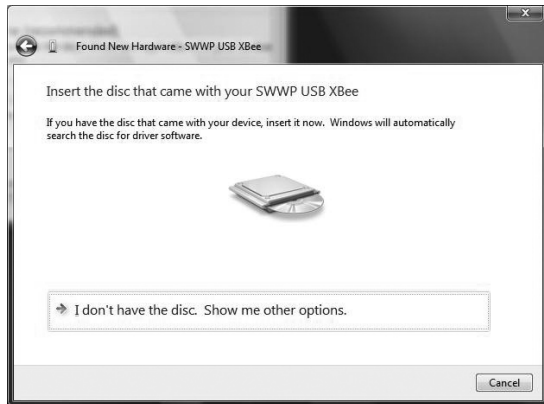 Found New Hardware - SWWP USB XBee
Insert the disc that came with your SWWP USB XBee
If you have the disc that came with your device, insert it now. Windows will automatically
search the disc for driver software.
I don't have the disc. Show me other options.
Cancel